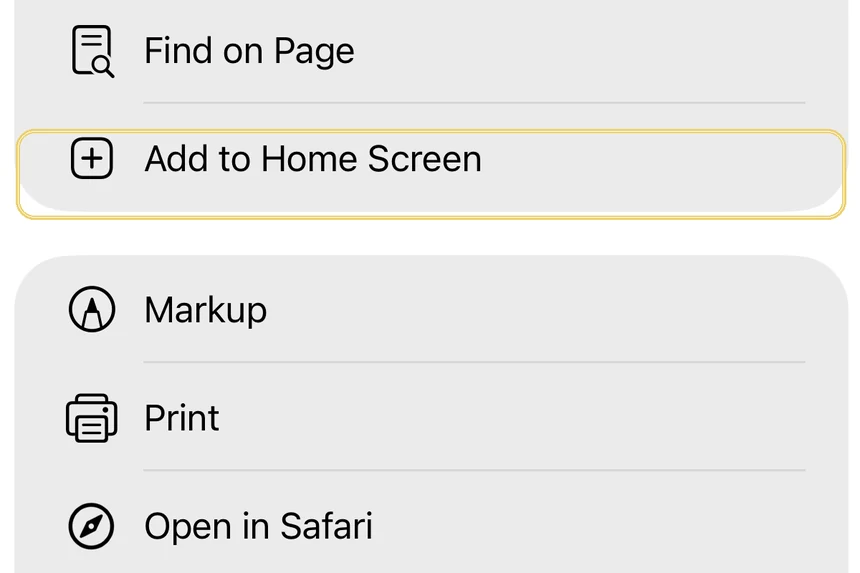 Find on Page
Add to Home Screen
Markup
Print
Open in Safari